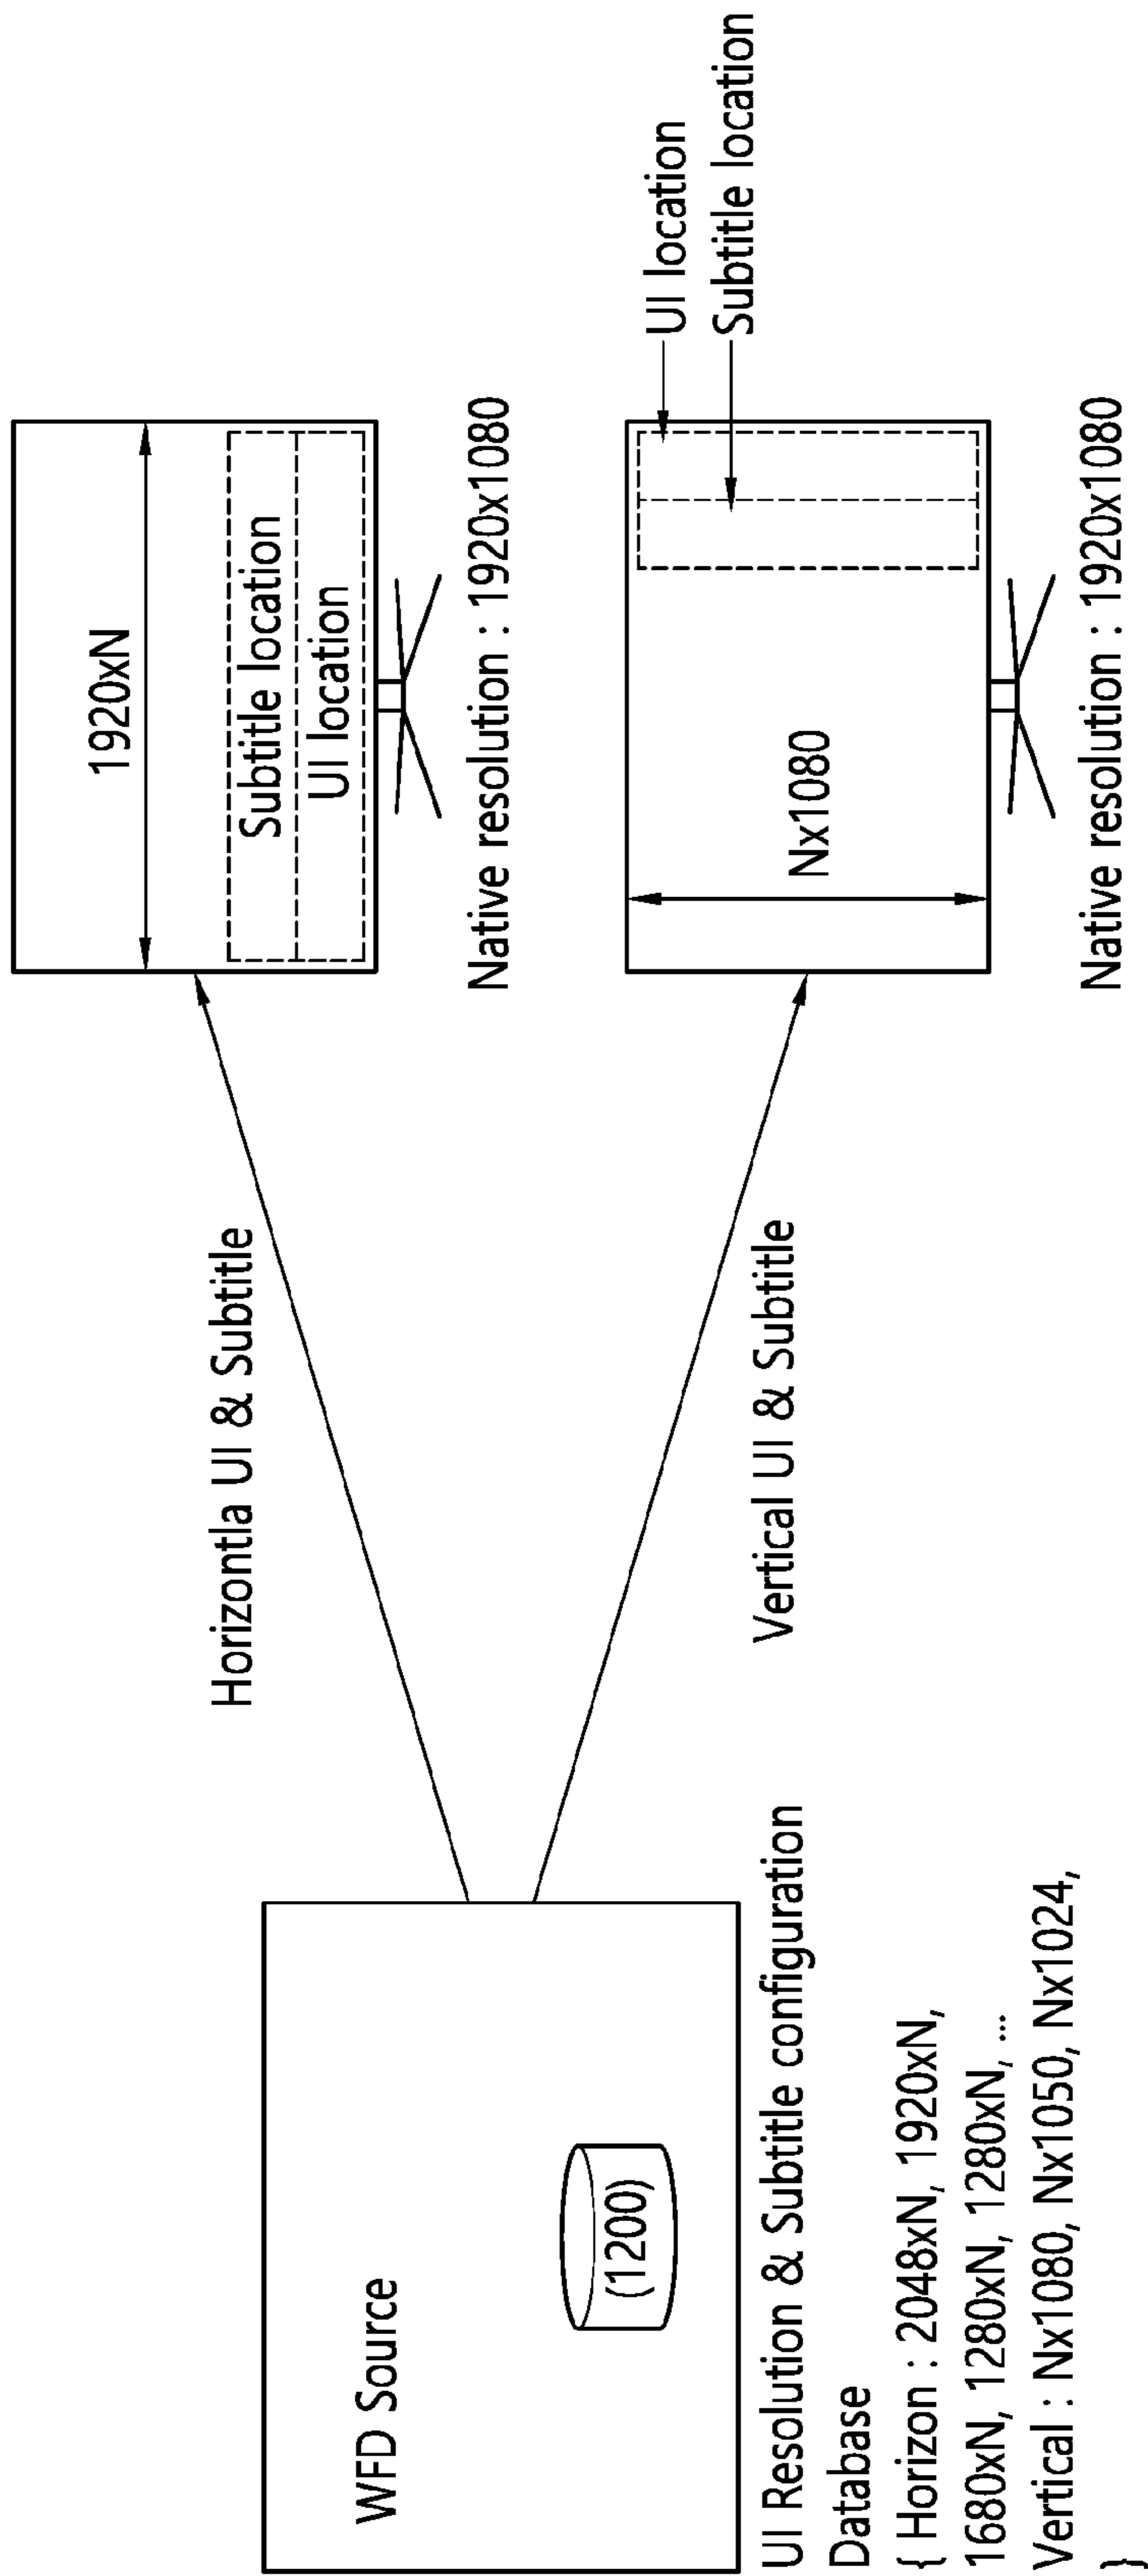 WFD Source
(1200)
UI Resolution & Subtitle configuration
Database
{ Horizon : 2048xN, 1920xN,
1680xN, 1280xN, 1280xN, ...
Vertical : Nx1080, Nx1050, Nx1024,
}
Horizontla UI & Subtitle
Vertical UI & Subtitle
1920xN
Subtitle location
UI location
Native resolution : 1920x1080
Nx1080
UI location
Subtitle location
Native resolution : 1920x1080